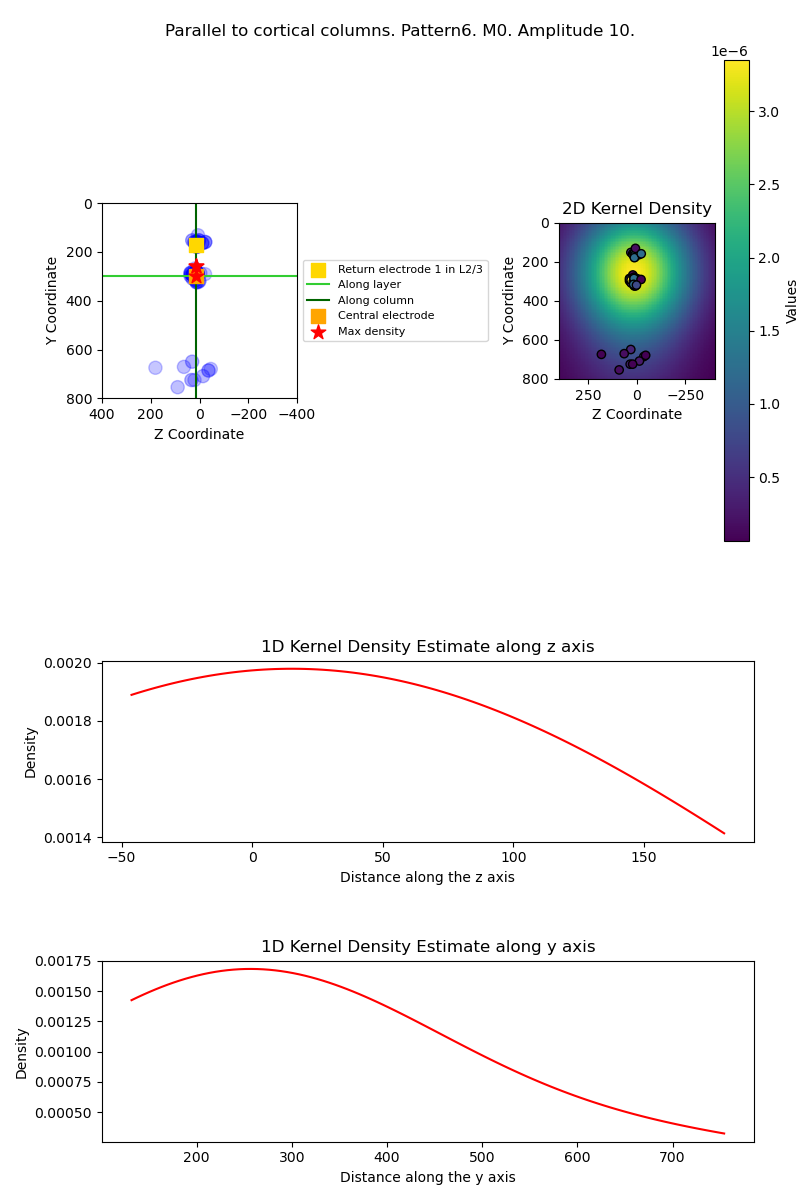 Parallel to cortical columns. Pattern6. M0. Amplitude 10.
1e−6
0
200
400
600
800
400
200
0
−200
−400
Y Coordinate
Z Coordinate
Return electrode 1 in L2/3
Along layer
Along column
Central electrode
Max density
2D Kernel Density
0
200
400
600
800
250
0
−250
Y Coordinate
Z Coordinate
3.0
2.5
2.0
1.5
1.0
0.5
Values
1D Kernel Density Estimate along z axis
0.0020
0.0018
0.0016
0.0014
Density
−50
0
50
100
150
Distance along the z axis
1D Kernel Density Estimate along y axis
0.00175
0.00150
0.00125
0.00100
0.00075
0.00050
Density
200
300
400
500
600
700
Distance along the y axis